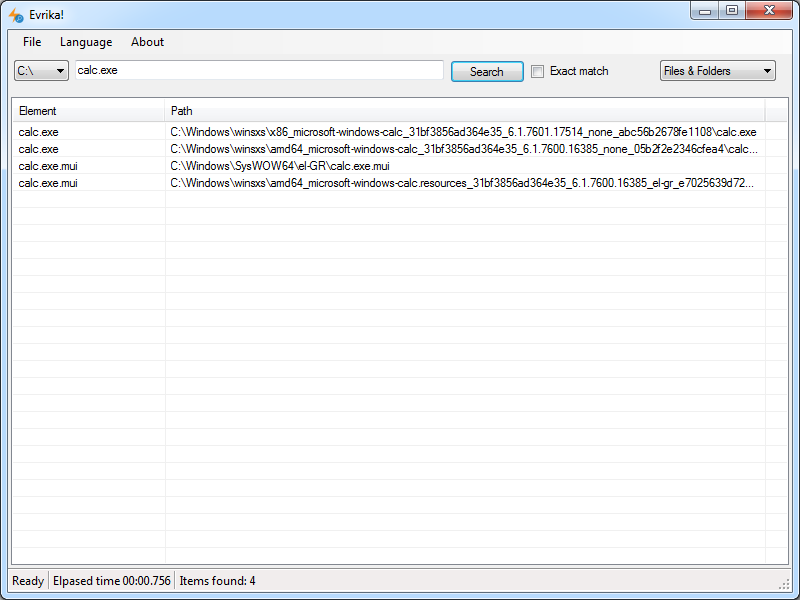 Evrika!
File Language About
C:\ calc.exe Search Exact match Files & Folders
Element Path
calc.exe C:\Windows\winsxs\x86_microsoft-windows-calc_31bf3856ad364e35_6.1.7601.17514_none_abc56b2678fe1108\calc.exe
calc.exe C:\Windows\winsxs\amd64_microsoft-windows-calc_31bf3856ad364e35_6.1.7600.16385_none_05b2f2e2346cfea4\calc...
calc.exe.mui C:\Windows\SysWOW64\el-GR\calc.exe.mui
calc.exe.mui C:\Windows\winsxs\amd64_microsoft-windows-calc.resources_31bf3856ad364e35_6.1.7600.16385_el-gr_e7025639d72...
Ready Elpased time 00:00.756 Items found: 4